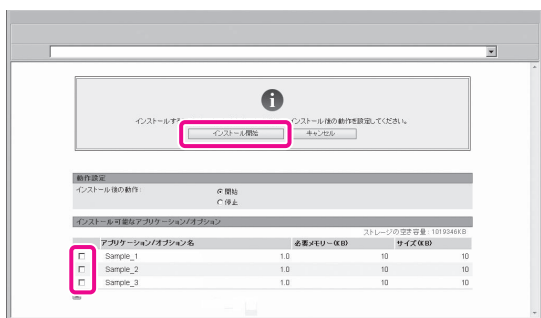 インストールす インストール後の動作を設定してください。
インストール開始 キャンセル
動作設定
インストール後の動作: 開始
停止
インストール可能なアプリケーション/オプション
ストレージの空き容量: 1019346KB
アプリケーション/オプション名 必要メモリー(KB) サイズ(KB)
Sample_1 1.0 10 10
Sample_2 1.0 10 10
Sample_3 1.0 10 10